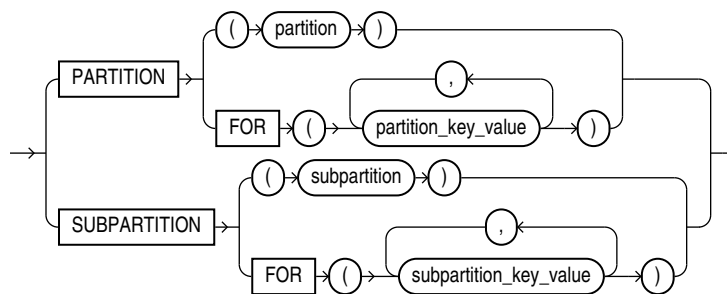 ( partition )
PARTITION
,
FOR ( partition_key_value )
( subpartition )
SUBPARTITION
,
FOR ( subpartition_key_value )